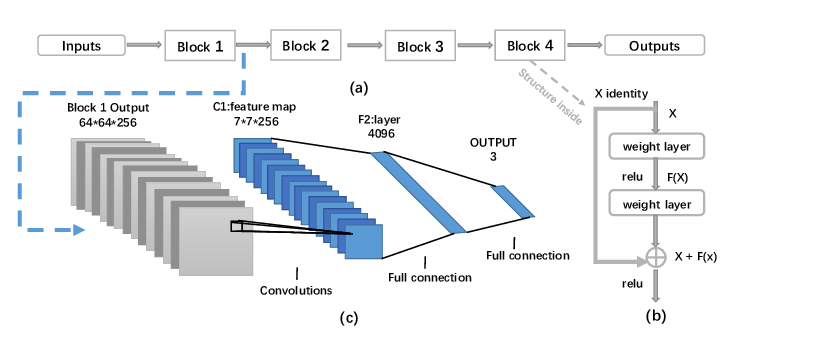 Inputs
Block 1
Block 2
Block 3
Block 4
Outputs
(a)
Structure inside
Block 1 Output
64*64*256
C1:feature map
7*7*256
F2:layer
4096
OUTPUT
3
Convolutions
Full connection
Full connection
(c)
X identity
X
weight layer
relu
F(X)
weight layer
X + F(x)
relu
(b)